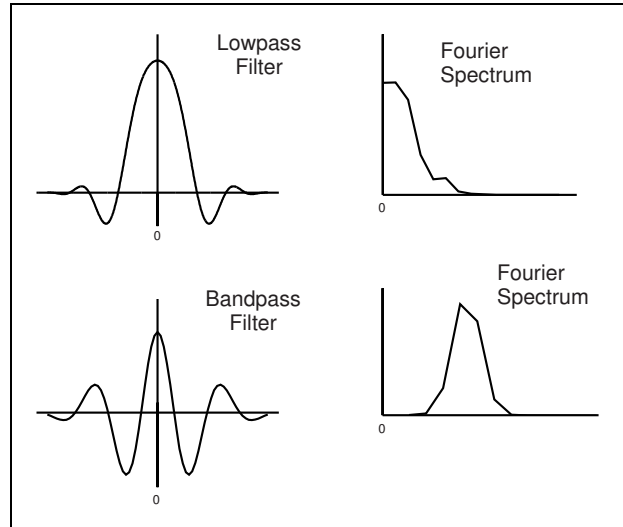 Lowpass
Filter
Fourier
Spectrum
0
0
Bandpass
Filter
Fourier
Spectrum
0
0